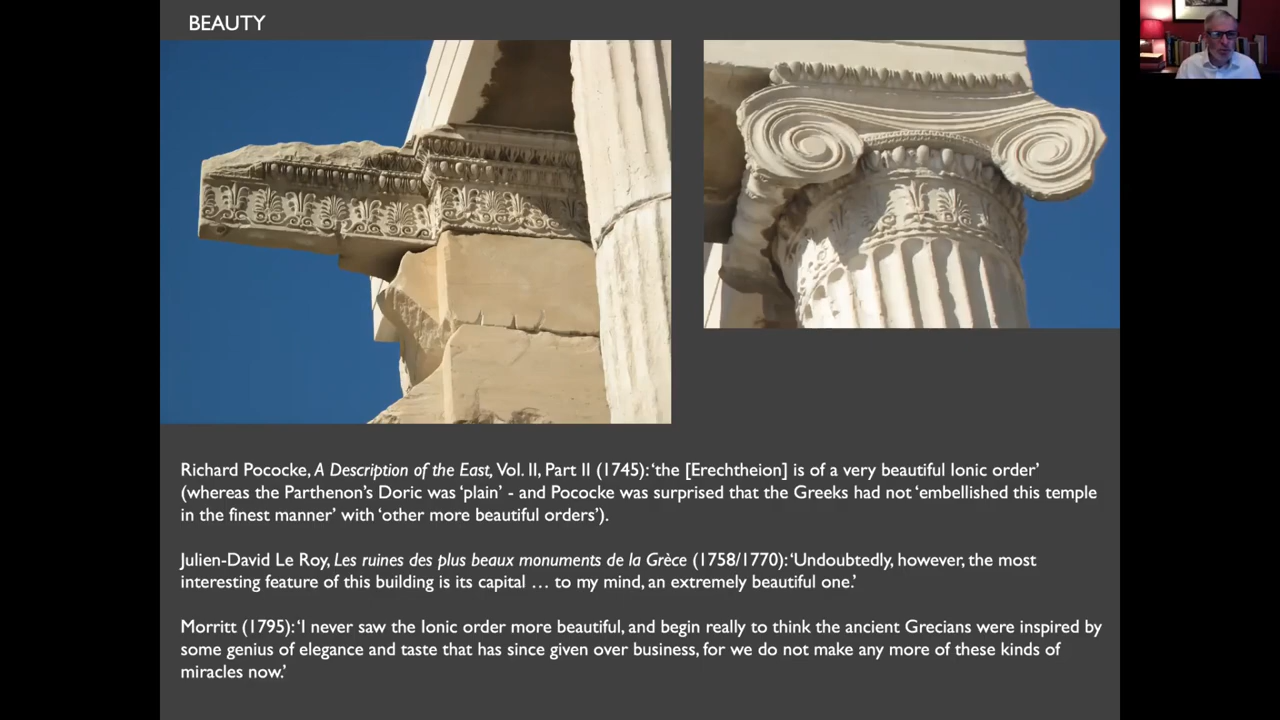 BEAUTY
Richard Pococke, A Description of the East, Vol. II, Part II (1745): ‘the [Erechtheion] is of a very beautiful Ionic order’
(whereas the Parthenon’s Doric was ‘plain’ - and Pococke was surprised that the Greeks had not ‘embellished this temple
in the finest manner’ with ‘other more beautiful orders’).
Julien-David Le Roy, Les ruines des plus beaux monuments de la Grèce (1758/1770): ‘Undoubtedly, however, the most
interesting feature of this building is its capital … to my mind, an extremely beautiful one.’
Morritt (1795): ‘I never saw the Ionic order more beautiful, and begin really to think the ancient Grecians were inspired by
some genius of elegance and taste that has since given over business, for we do not make any more of these kinds of
miracles now.’